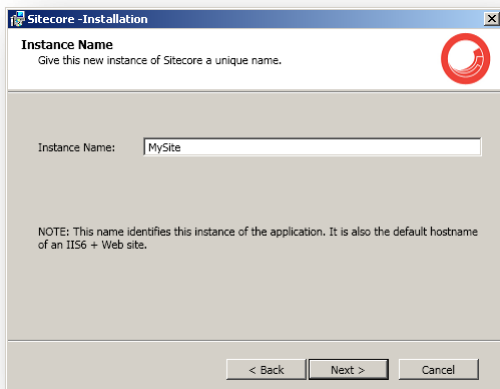 Sitecore -Installation
Instance Name
Give this new instance of Sitecore a unique name.
Instance Name: MySite
NOTE: This name identifies this instance of the application. It is also the default hostname
of an IIS6 + Web site.
< Back Next > Cancel